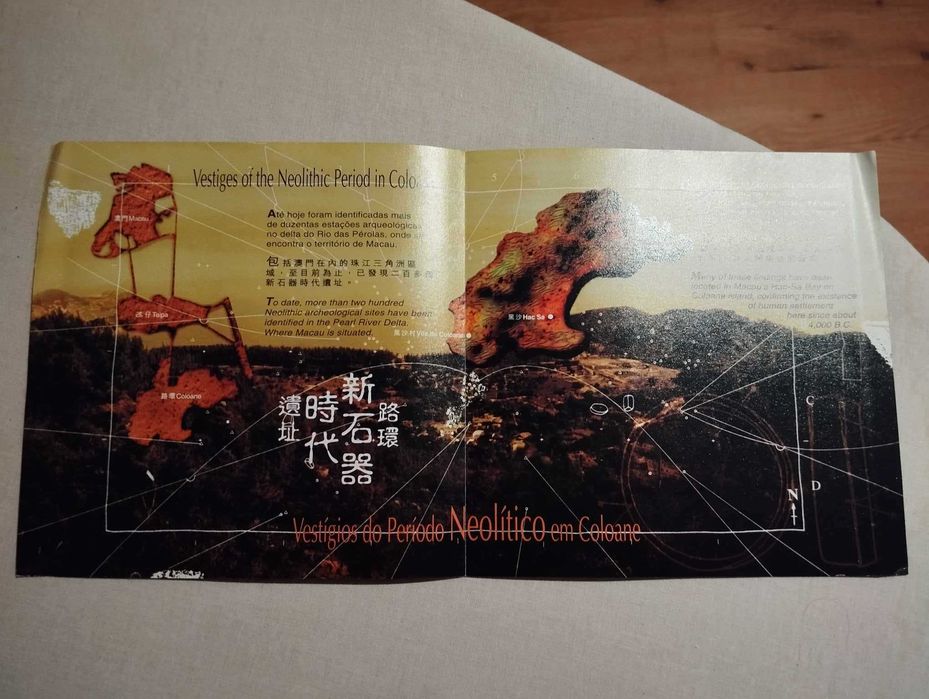 Vestiges of the Neolithic Period in
Até hoje foram identificadas mais
de duzentas estações arqueológicas
no delta do Rio das Pérolas, onde se
encontra o território de Macau.
包括澳門在內的珠江三角洲區
域，至目前為止，已發現二百多
新石器時代遺址。
To date, more than two hundred
Neolithic archeological sites have been
identified in the Pearl River Delta,
Where Macau is situated.
澳門 Macau
氹仔 Taipa
路環 Coloane
5
黑沙 Hac Sa
黑沙村 Vila de Coloane
Many of these findings have been
located in Macau's Hac-Sa Bay on
Coloane island, confirming the existence
of human settlement
here since about
4,000 B.C.
路環
新石器
時代
遺址
C
D
N
Vestígios do Período Neolítico em Coloane